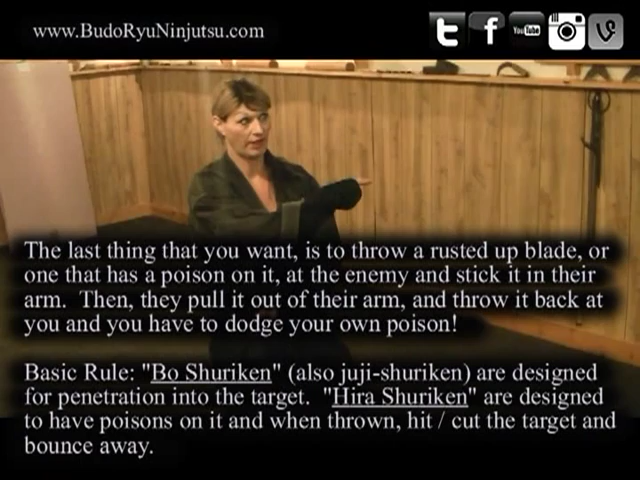 www.BudoRyuNinjutsu.com
You Tube
The last thing that you want, is to throw a rusted up blade, or
one that has a poison on it, at the enemy and stick it in their
arm. Then, they pull it out of their arm, and throw it back at
you and you have to dodge your own poison!
Basic Rule: "Bo Shuriken" (also juji-shuriken) are designed
for penetration into the target. "Hira Shuriken" are designed
to have poisons on it and when thrown, hit / cut the target and
bounce away.